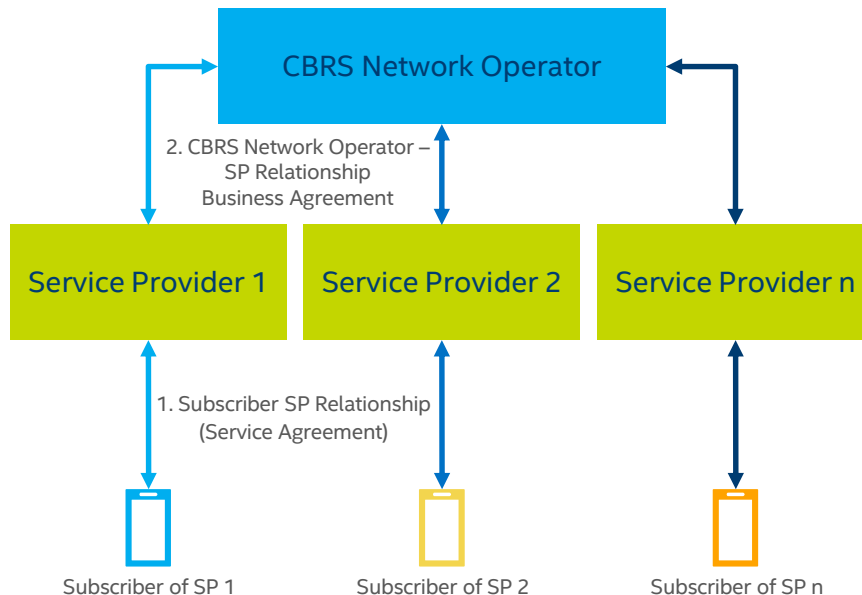 CBRS Network Operator
2. CBRS Network Operator –
SP Relationship
Business Agreement
Service Provider 1
Service Provider 2
Service Provider n
1. Subscriber SP Relationship
(Service Agreement)
Subscriber of SP 1
Subscriber of SP 2
Subscriber of SP n